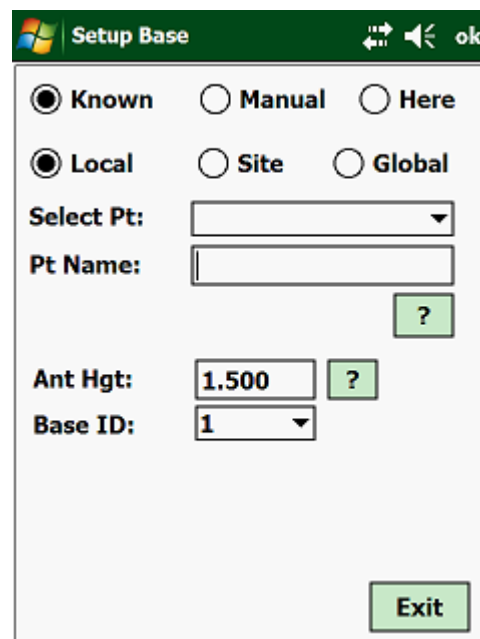 Setup Base ok
Known Manual Here
Local Site Global
Select Pt:
Pt Name:
?
Ant Hgt: 1.500 ?
Base ID: 1
Exit